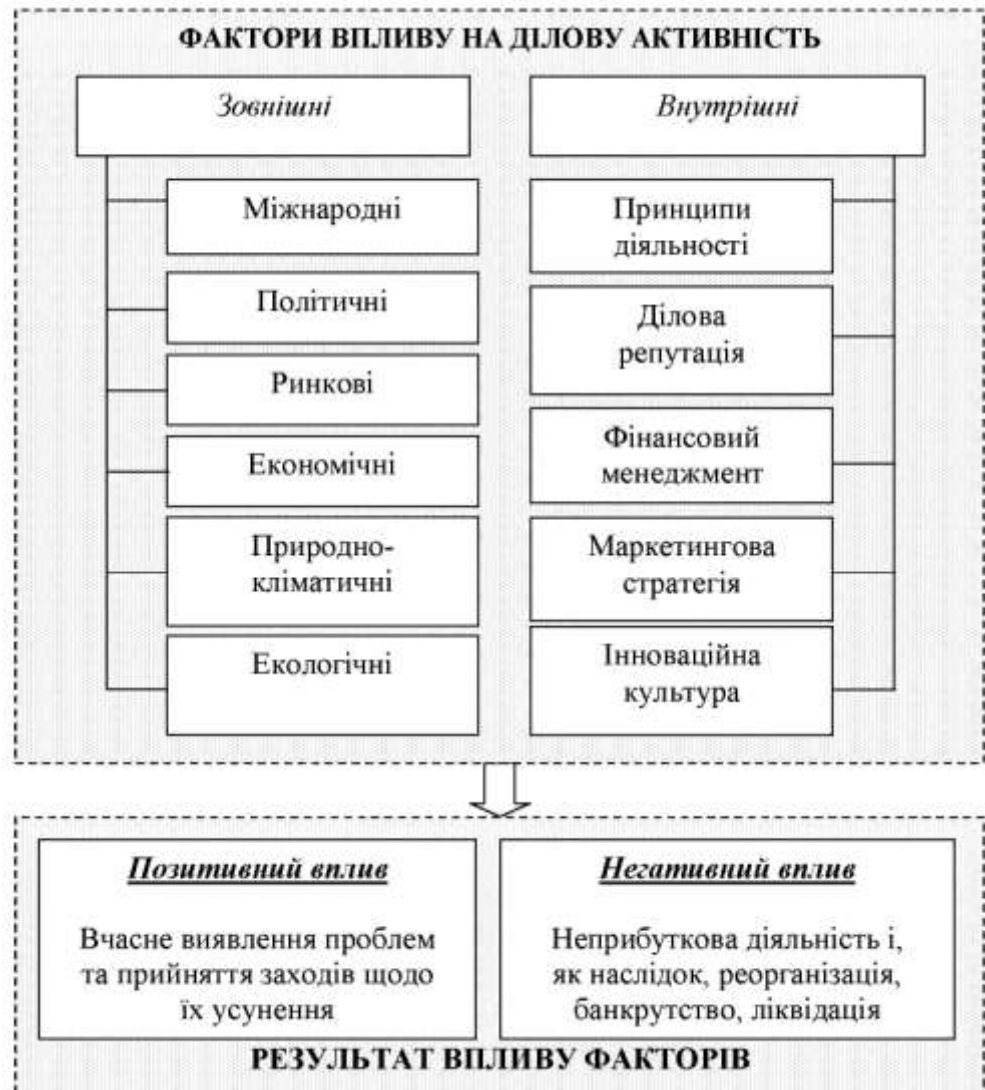 ФАКТОРИ ВПЛИВУ НА ДІЛОВУ АКТИВНІСТЬ
Зовнішні
Міжнародні
Політичні
Ринкові
Економічні
Природно-
кліматичні
Екологічні
Внутрішні
Принципи
діяльності
Ділова
репутація
Фінансовий
менеджмент
Маркетингова
стратегія
Інноваційна
культура
Позитивний вплив
Вчасне виявлення проблем
та прийняття заходів щодо
їх усунення
Негативний вплив
Неприбуткова діяльність і,
як наслідок, реорганізація,
банкрутство, ліквідація
РЕЗУЛЬТАТ ВПЛИВУ ФАКТОРІВ